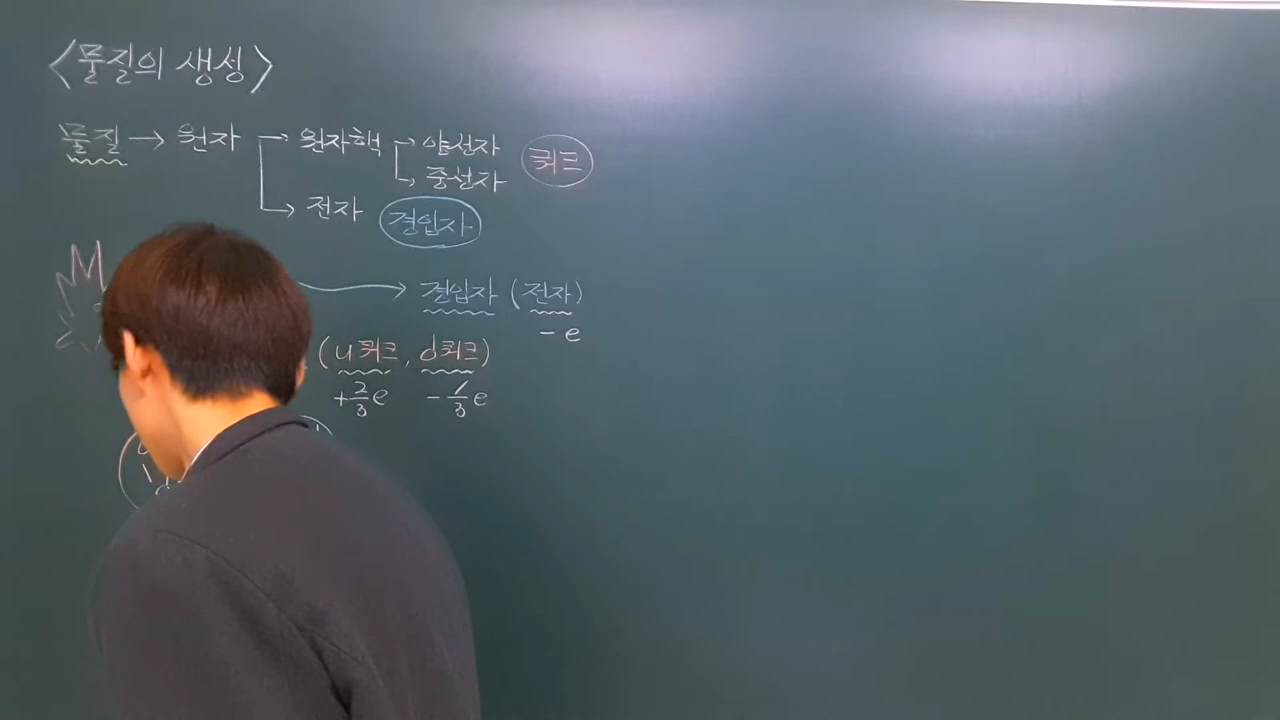 <물질의 생성>
물질 → 원자 → 원자핵 → 양성자 쿼크
→ 중성자
→ 전자 경입자
→ 경입자 (전자)
- e
(u쿼크, d쿼크)
+2/3e -1/3e